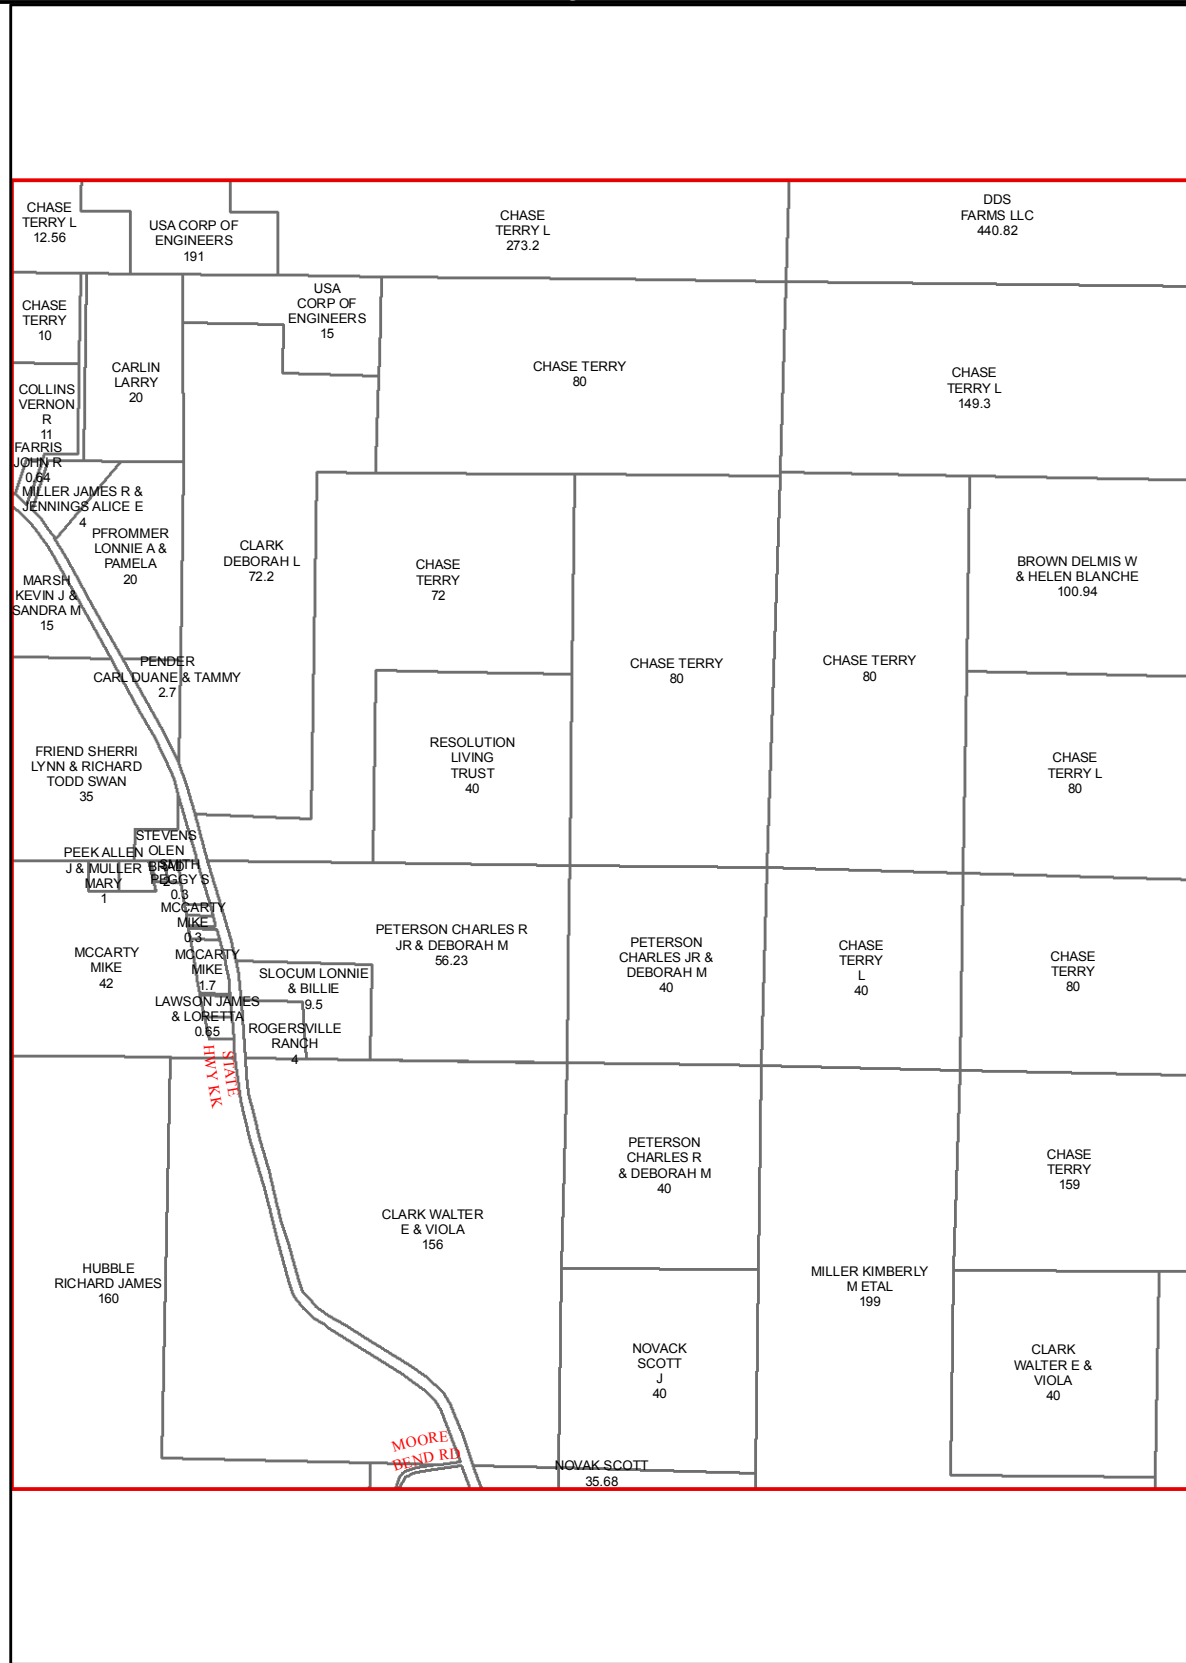 CHASE
TERRY L
12.56
USA CORP OF
ENGINEERS
191
CHASE
TERRY L
273.2
DDS
FARMS LLC
440.82
CHASE
TERRY
10
CARLIN
LARRY
20
USA
CORP OF
ENGINEERS
15
CHASE TERRY
80
CHASE
TERRY L
149.3
COLLINS
VERNON
R
11
FARRIS
JOHN R
0.64
MILLER JAMES R &
JENNINGS ALICE E
4
PFROMMER
LONNIE A &
PAMELA
20
CLARK
DEBORAH L
72.2
CHASE
TERRY
72
BROWN DELMIS W
& HELEN BLANCHE
100.94
MARSH
KEVIN J &
SANDRA M
15
PENDER
CARL DUANE & TAMMY
2.7
CHASE TERRY
80
CHASE TERRY
80
FRIEND SHERRI
LYNN & RICHARD
TODD SWAN
35
RESOLUTION
LIVING
TRUST
40
CHASE
TERRY L
80
STEVENS
OLEN
BRAD
2
PEEK ALLEN
J & MULLER
MARY
1
SMITH
PEGGY S
0.3
MCCARTY
MIKE
0.3
MCCARTY
MIKE
42
MCCARTY
MIKE
1.7
PETERSON CHARLES R
JR & DEBORAH M
56.23
PETERSON
CHARLES JR &
DEBORAH M
40
CHASE
TERRY
L
40
CHASE
TERRY
80
SLOCUM LONNIE
& BILLIE
9.5
LAWSON JAMES
& LORETTA
0.65
ROGERSVILLE
RANCH
4
STATE
HWY KK
PETERSON
CHARLES R
& DEBORAH M
40
CHASE
TERRY
159
CLARK WALTER
E & VIOLA
156
HUBBLE
RICHARD JAMES
160
MILLER KIMBERLY
M ETAL
199
NOVACK
SCOTT
J
40
CLARK
WALTER E &
VIOLA
40
MOORE
BEND RD
NOVAK SCOTT
35.68